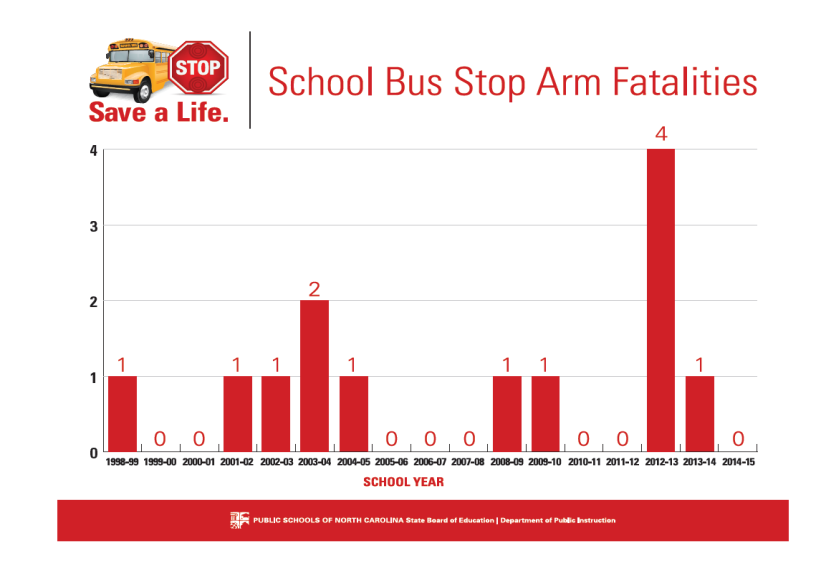 STOP
Save a Life.
School Bus Stop Arm Fatalities
4
3
2
1
0
1 0 0 1 1 2 1 0 0 0 1 1 0 0 4 1 0
1998-99 1999-00 2000-01 2001-02 2002-03 2003-04 2004-05 2005-06 2006-07 2007-08 2008-09 2009-10 2010-11 2011-12 2012-13 2013-14 2014-15
SCHOOL YEAR
PUBLIC SCHOOLS OF NORTH CAROLINA State Board of Education | Department of Public Instruction